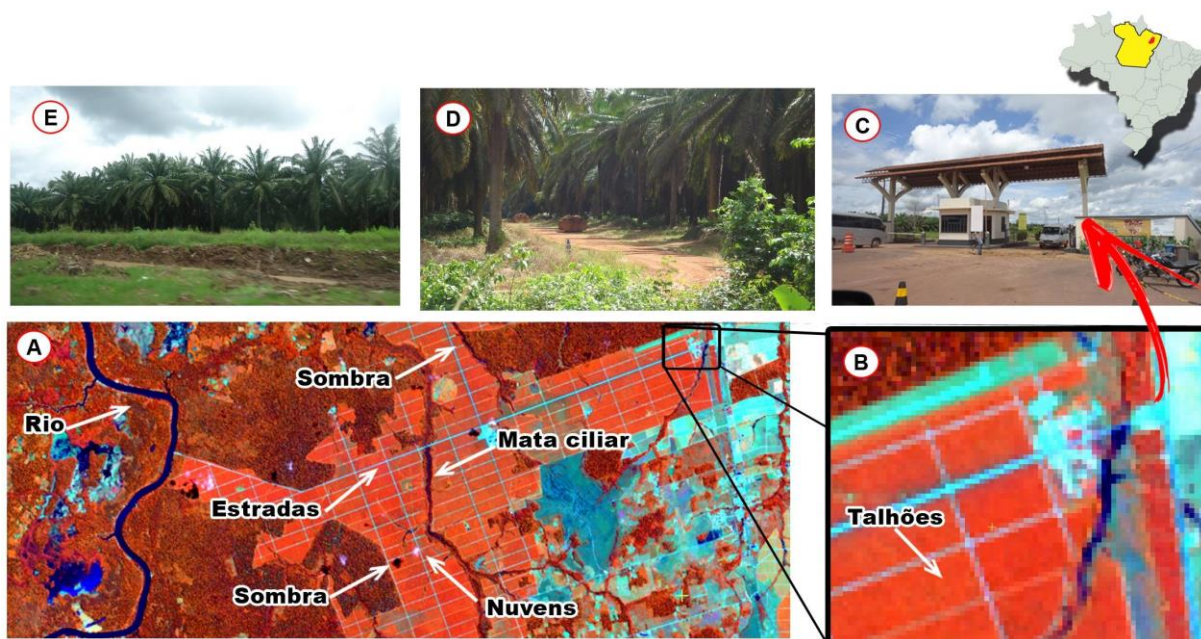 E
D
C
A
Sombra
Rio
Mata ciliar
Estradas
Sombra
Nuvens
B
Talhões